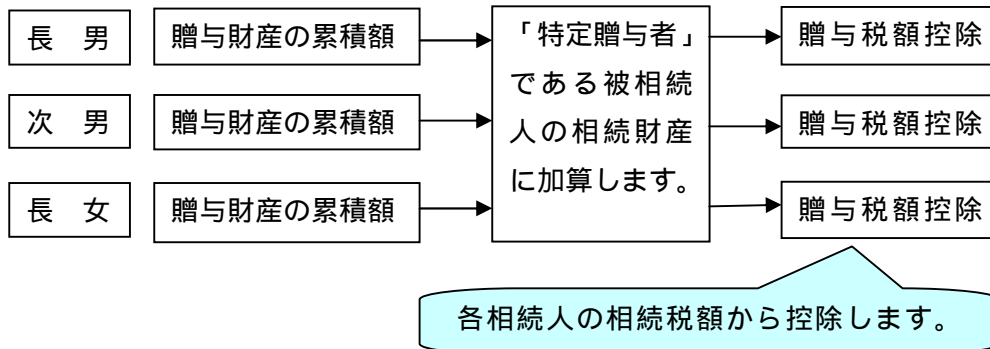 長 男
贈与財産の累積額
「特定贈与者」
である被相続
人の相続財産
に加算します。
贈与税額控除
次 男
贈与財産の累積額
贈与税額控除
長 女
贈与財産の累積額
贈与税額控除
各相続人の相続税額から控除します。